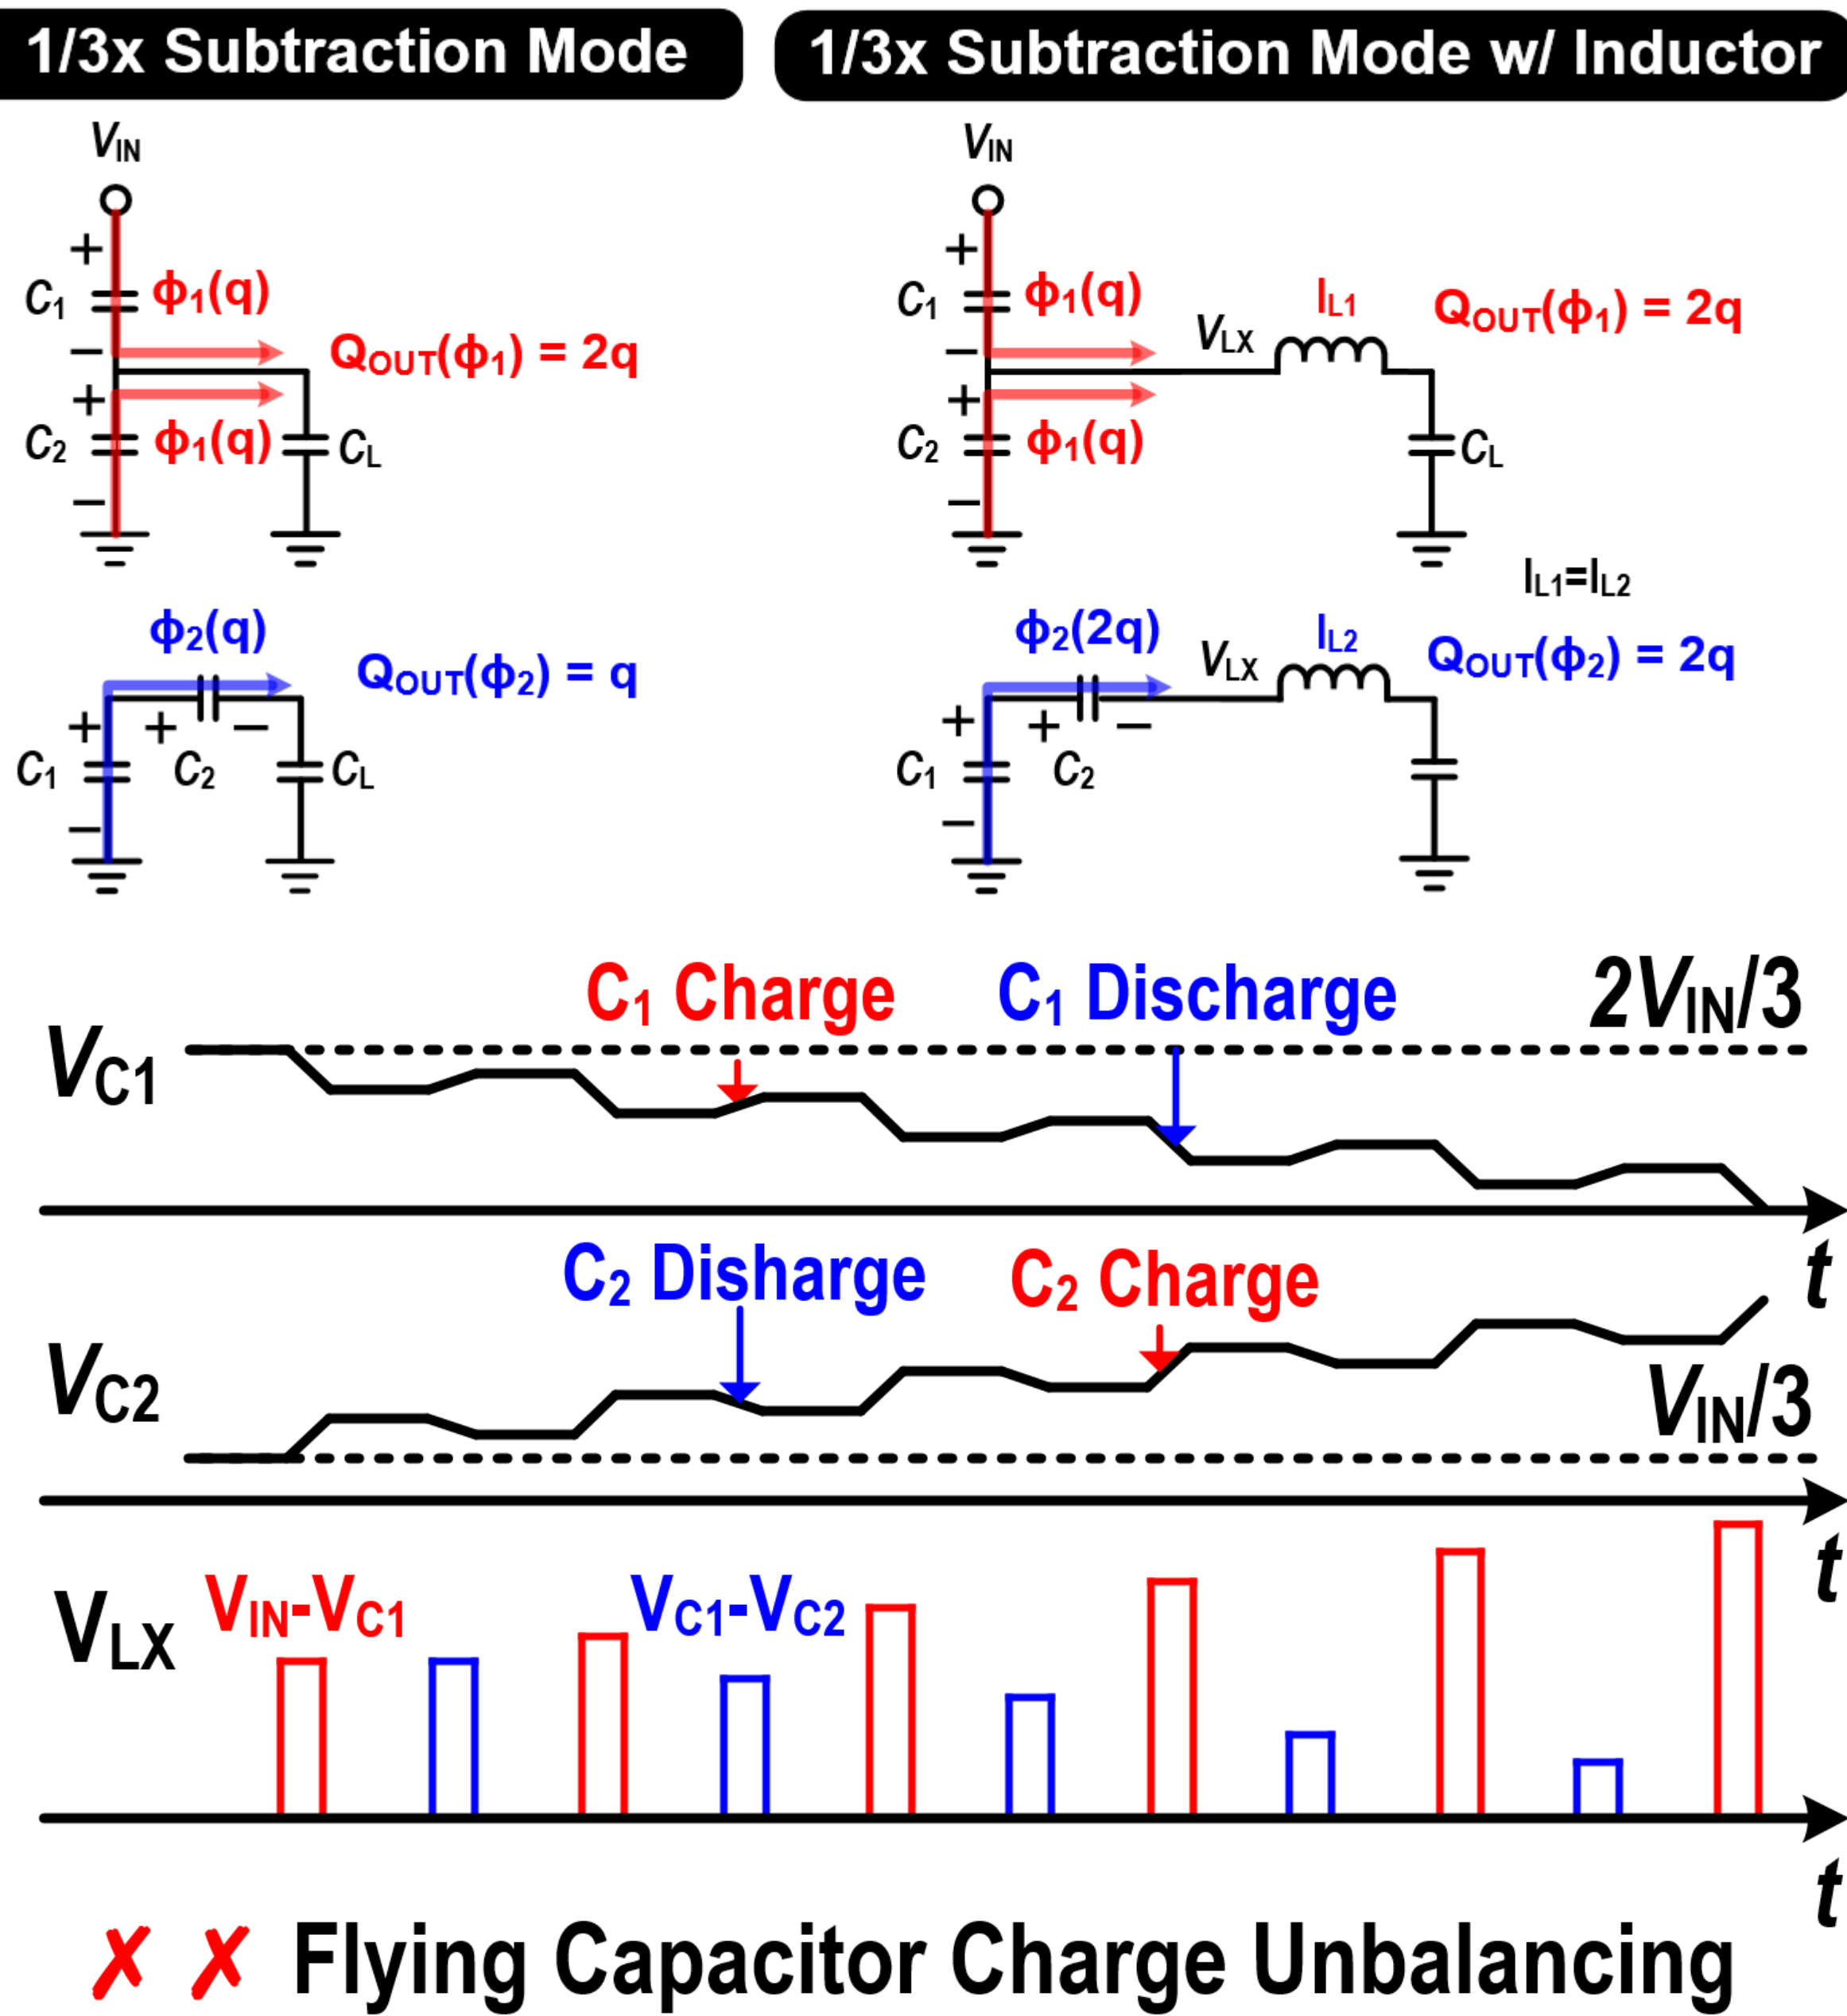 1/3x Subtraction Mode
1/3x Subtraction Mode w/ Inductor
VIN
+
C1
ϕ1(q)
−
QOUT(ϕ1) = 2q
+
C2
ϕ1(q)
CL
−
ϕ2(q)
QOUT(ϕ2) = q
+
+
−
C1
C2
CL
−
VIN
+
C1
ϕ1(q)
IL1
QOUT(ϕ1) = 2q
−
VLX
+
C2
ϕ1(q)
CL
−
IL1=IL2
ϕ2(2q)
VLX
IL2
QOUT(ϕ2) = 2q
+
+
−
C1
C2
−
C1 Charge
C1 Discharge
2VIN/3
VC1
t
C2 Disharge
C2 Charge
VC2
VIN/3
t
VLX
VIN-VC1
VC1-VC2
t
✗ ✗ Flying Capacitor Charge Unbalancing